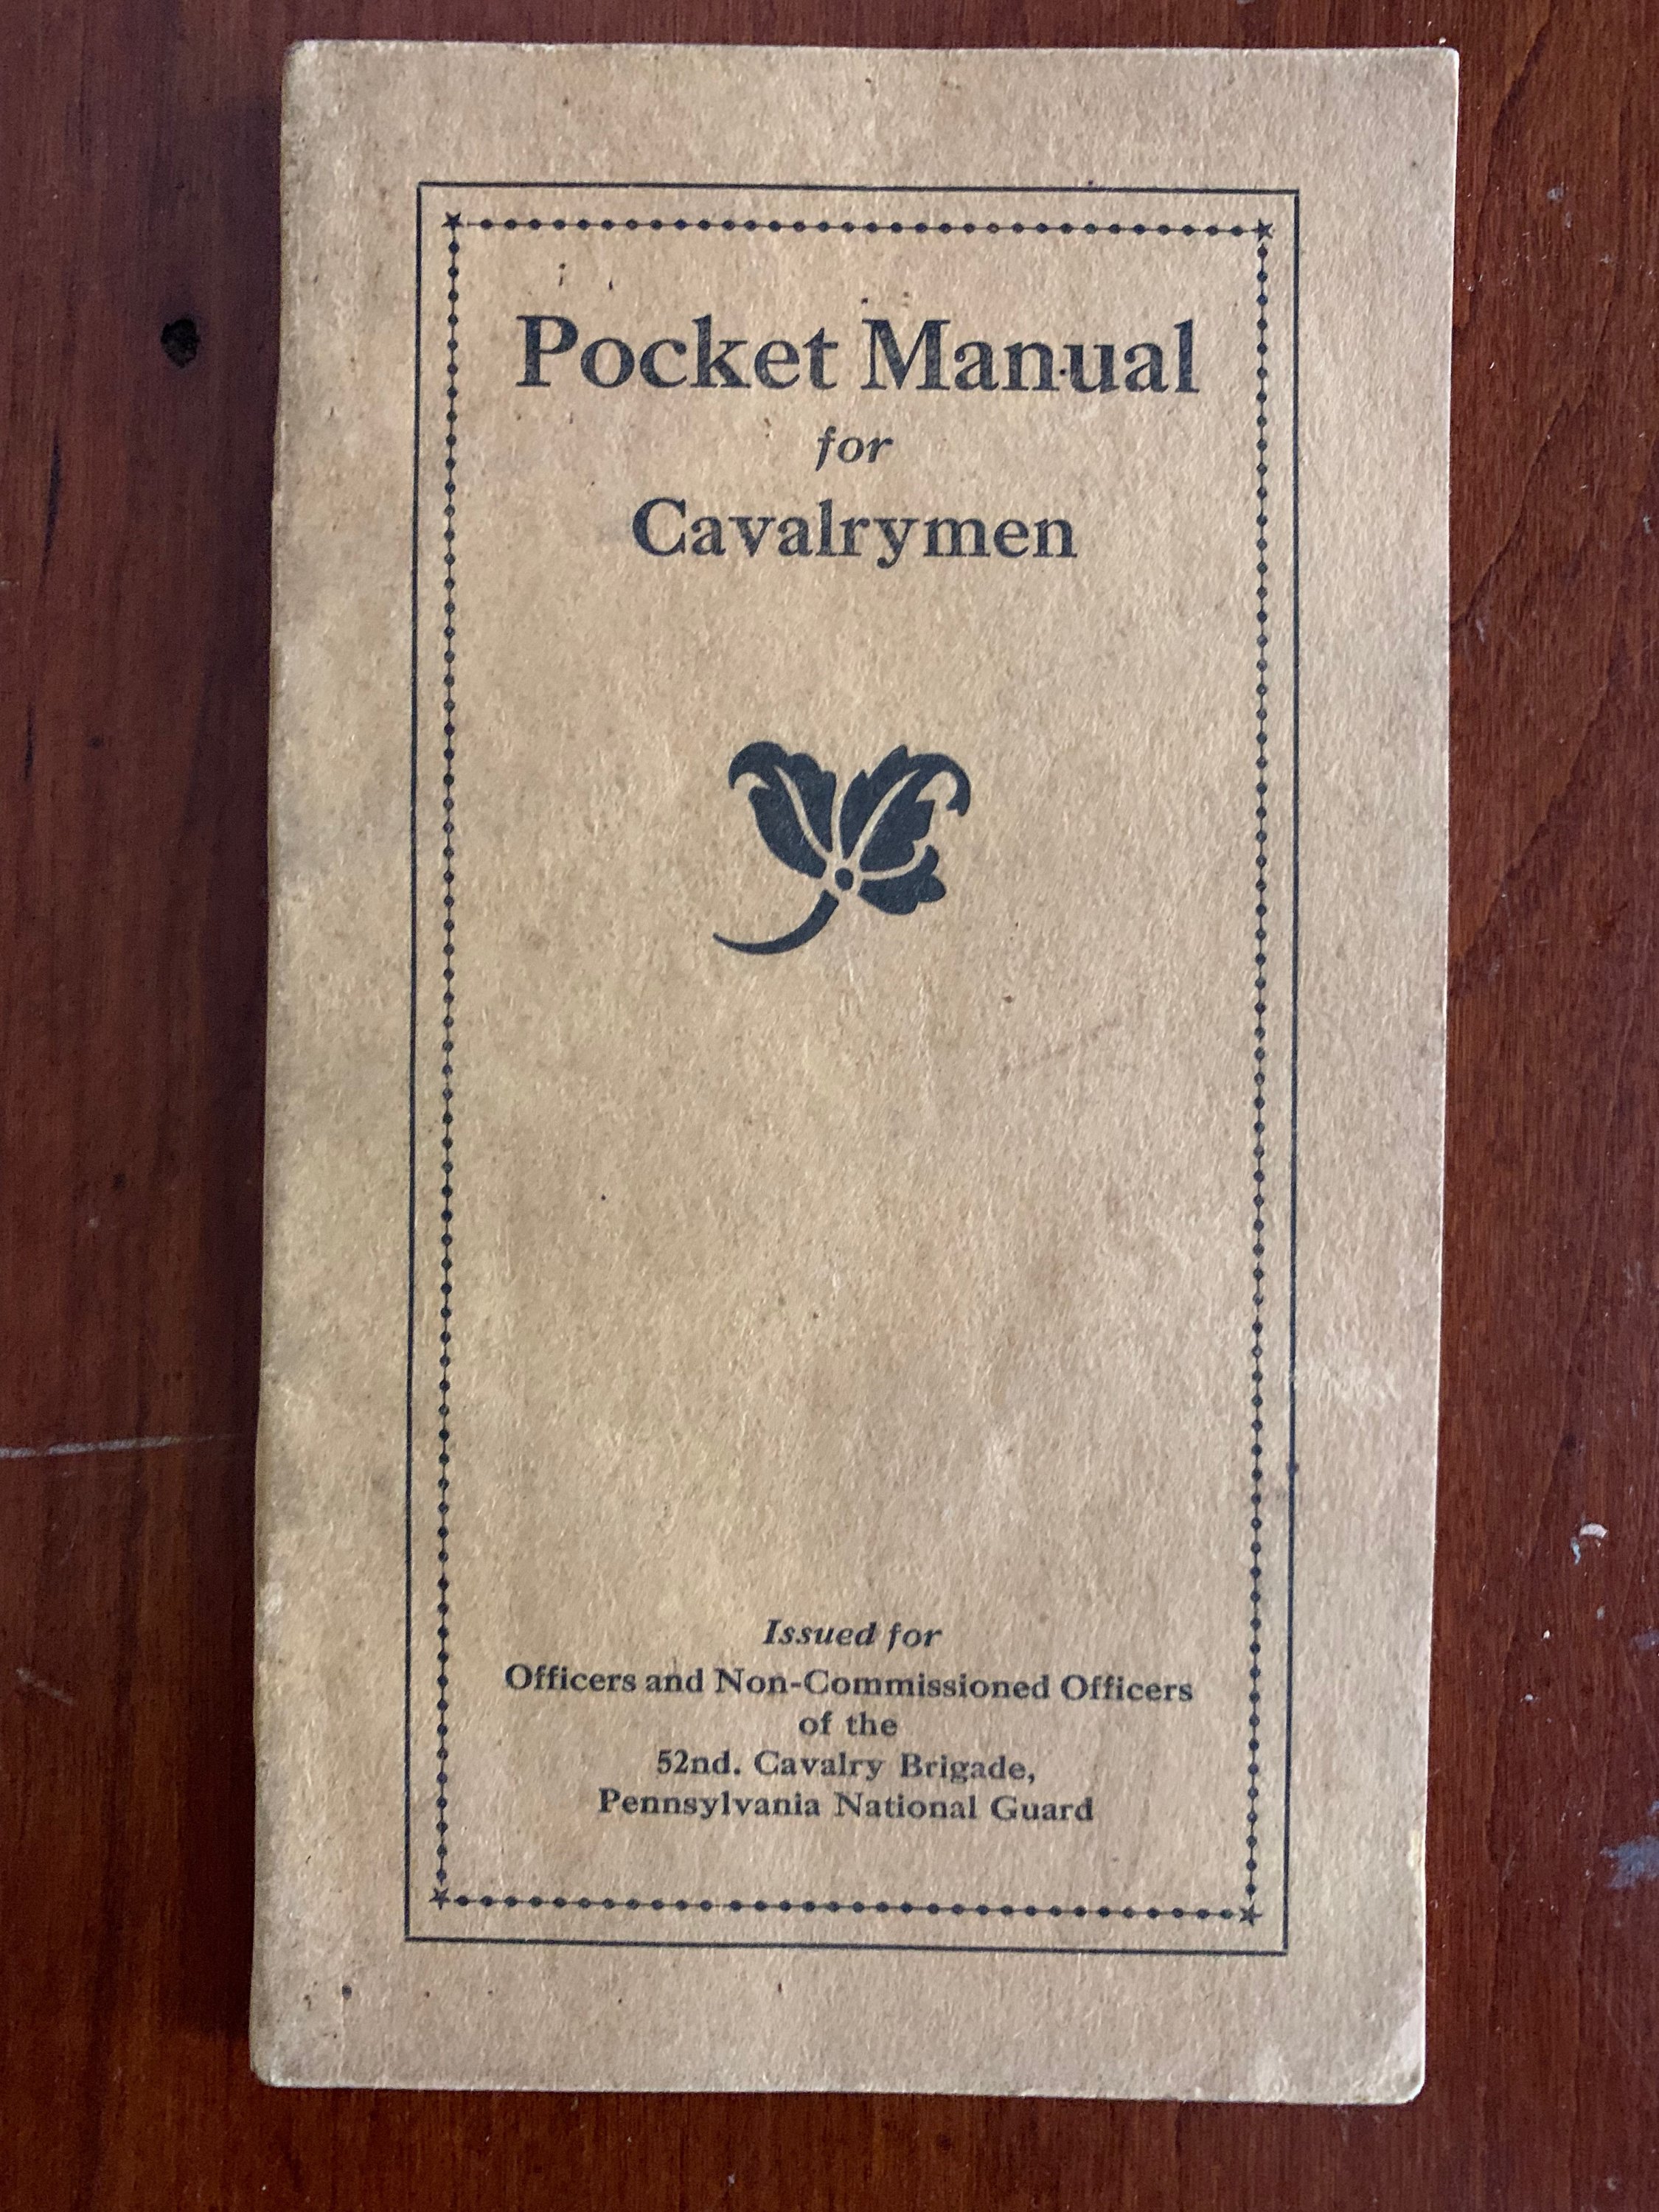 Pocket Manual
for
Cavalrymen
Issued for
Officers and Non-Commissioned Officers
of the
52nd. Cavalry Brigade,
Pennsylvania National Guard